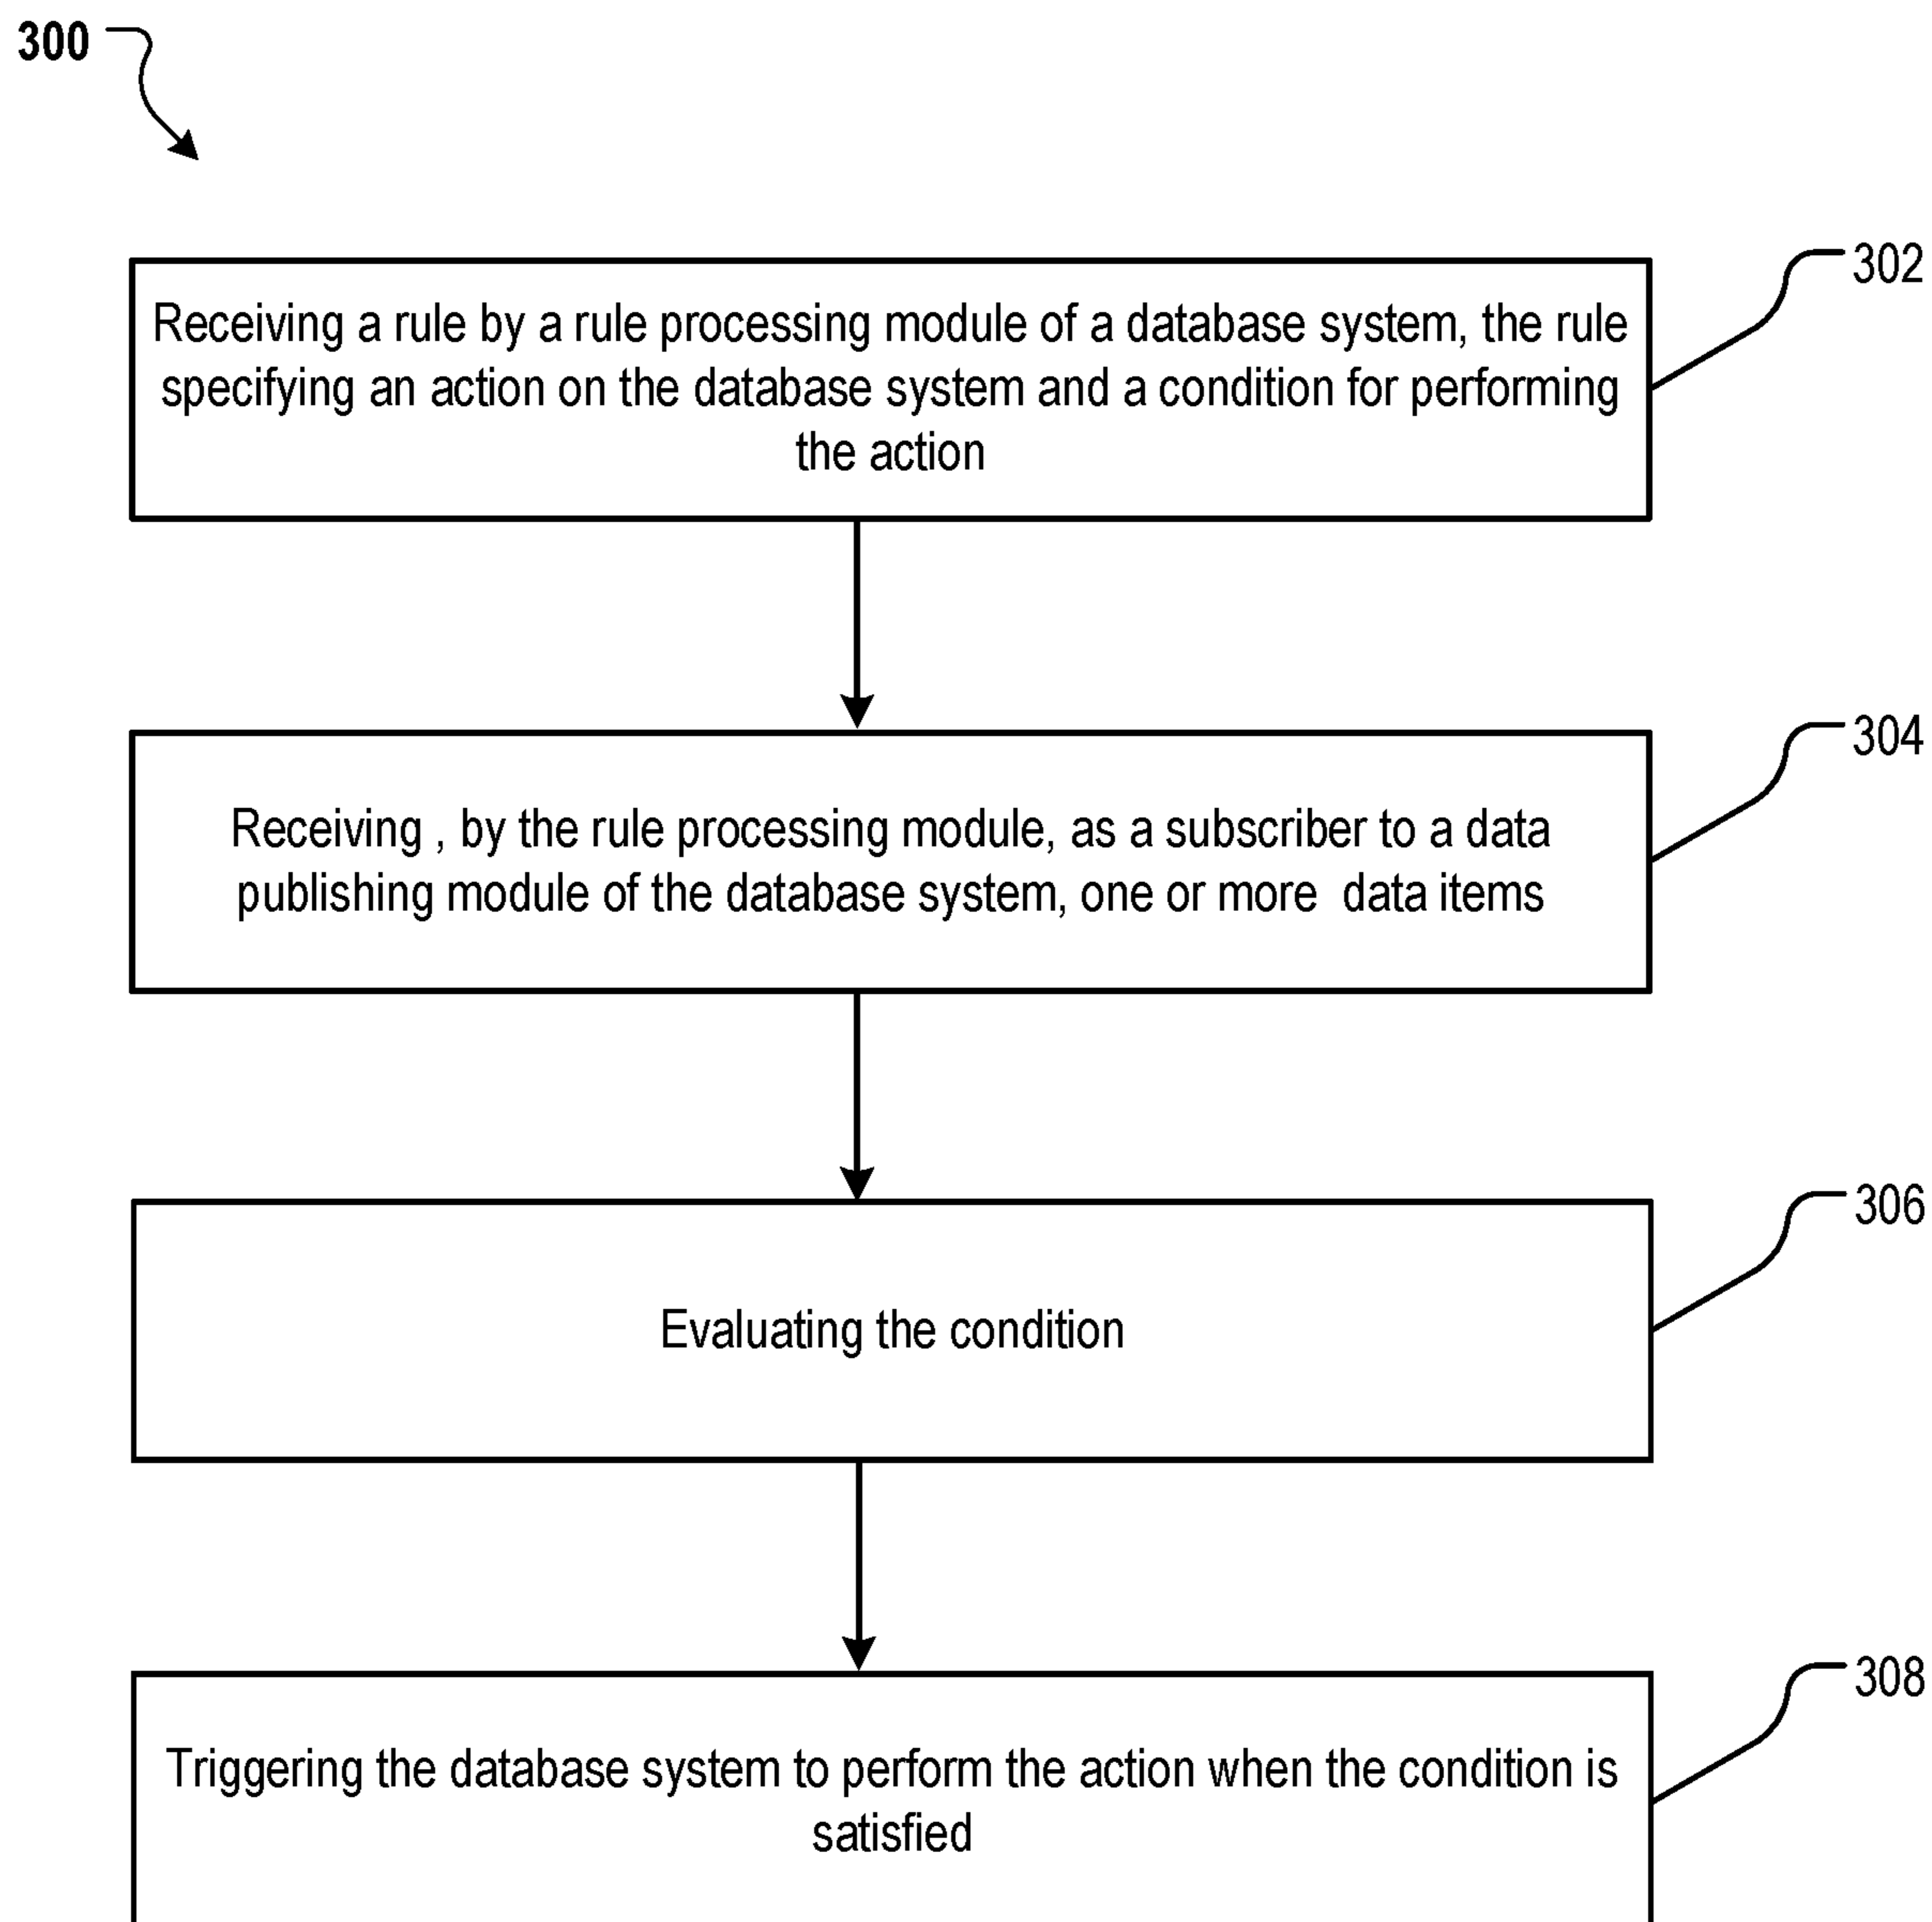 300
302
Receiving a rule by a rule processing module of a database system, the rule
specifying an action on the database system and a condition for performing
the action
304
Receiving , by the rule processing module, as a subscriber to a data
publishing module of the database system, one or more data items
306
Evaluating the condition
308
Triggering the database system to perform the action when the condition is
satisfied